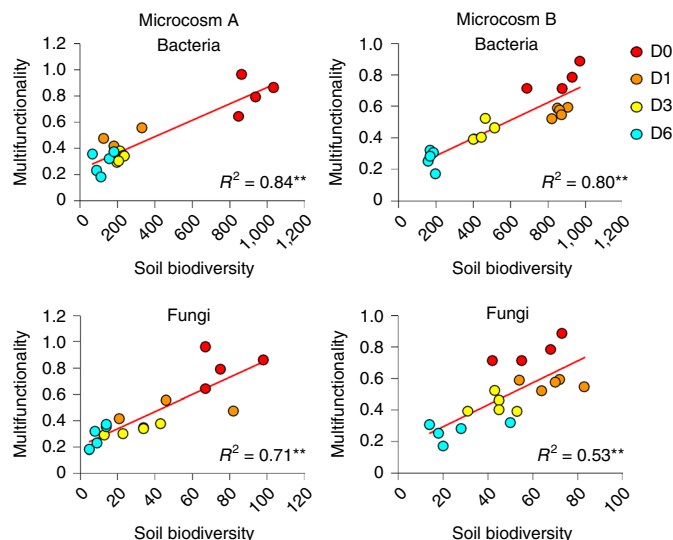 Microcosm A
Bacteria
Multifunctionality
1.4
1.2
1.0
0.8
0.6
0.4
0.2
0
R² = 0.84**
0
200
400
600
800
1,000
1,200
Soil biodiversity
Microcosm B
Bacteria
Multifunctionality
1.0
0.8
0.6
0.4
0.2
0
R² = 0.80**
0
200
400
600
800
1,000
1,200
Soil biodiversity
D0
D1
D3
D6
Fungi
Multifunctionality
1.2
1.0
0.8
0.6
0.4
0.2
0
R² = 0.71**
0
20
40
60
80
100
120
Soil biodiversity
Fungi
Multifunctionality
1.0
0.8
0.6
0.4
0.2
0
R² = 0.53**
0
20
40
60
80
100
Soil biodiversity